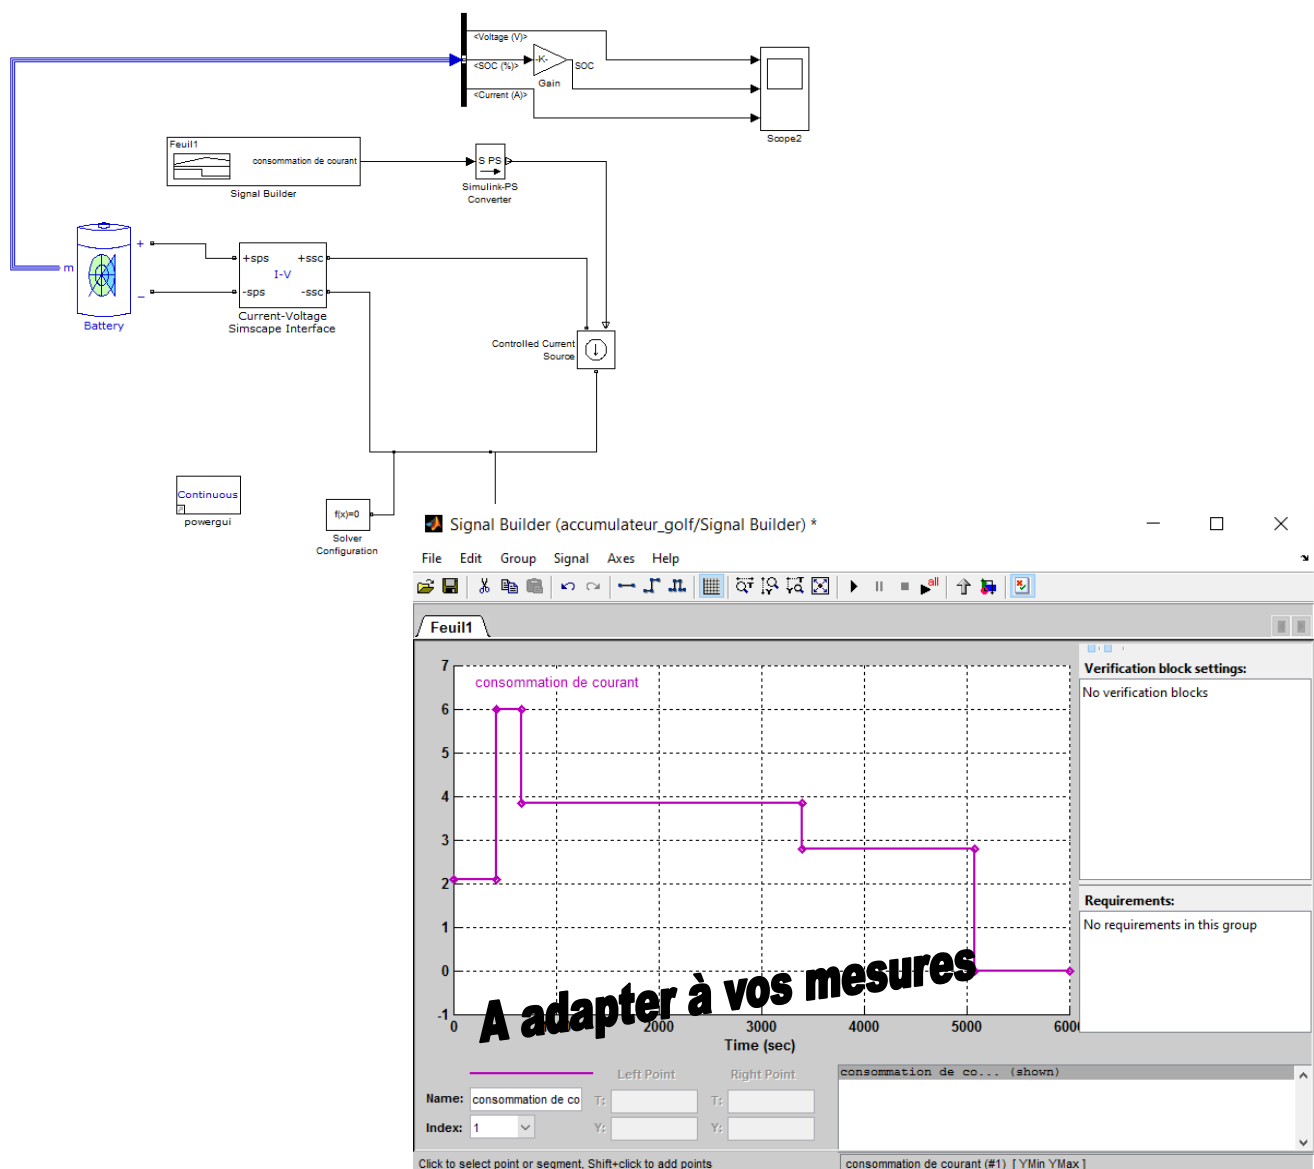 <Voltage (V)>
<SOC (%)>
-K-
SOC
Gain
<Current (A)>
Scope2
Feuil1
consommation de courant
Signal Builder
S PS
Simulink-PS
Converter
m
+
–
Battery
+sps
+ssc
I-V
-sps
-ssc
Current-Voltage
Simscape Interface
Controlled Current
Source
Continuous
powergui
f(x)=0
Solver
Configuration
Signal Builder (accumulateur_golf/Signal Builder) *
File Edit Group Signal Axes Help
all
Feuil1
7
consommation de courant
6
5
4
3
2
1
0
-1
0 2000 3000 4000 5000 600
Time (sec)
A adapter à vos mesures
Verification block settings:
No verification blocks
Requirements:
No requirements in this group
Left Point Right Point
Name: consommation de co T: T:
Index: 1 Y: Y:
consommation de co... (shown)
Click to select point or segment, Shift+click to add points
consommation de courant (#1) [ YMin YMax ]